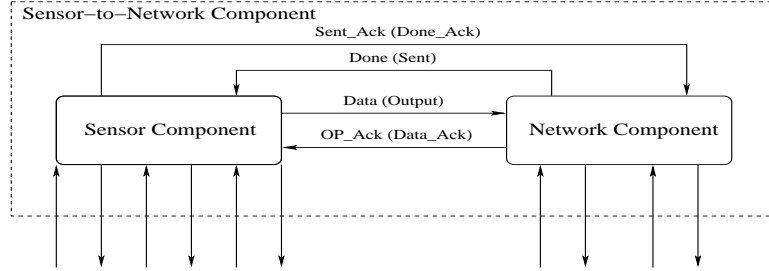 Sensor–to–Network Component
Sent_Ack (Done_Ack)
Done (Sent)
Data (Output)
Sensor Component
Network Component
OP_Ack (Data_Ack)